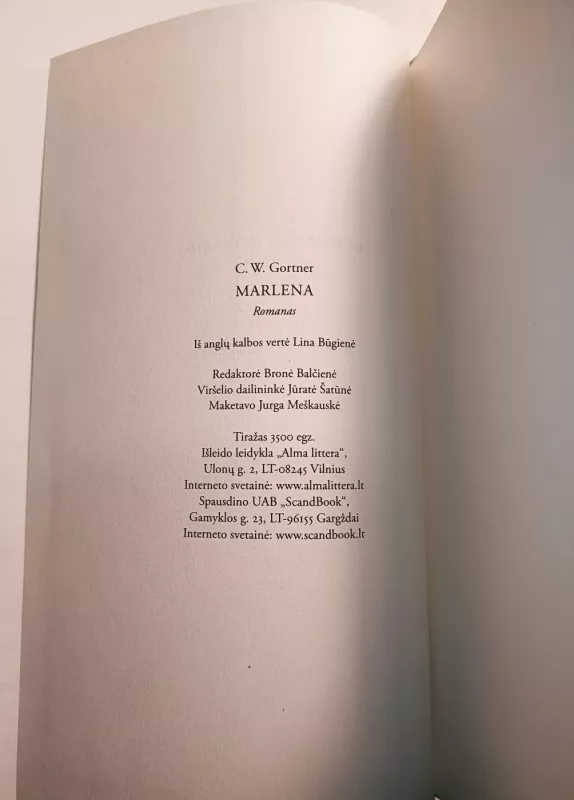 C. W. Gortner
MARLENA
Romanas
Iš anglų kalbos vertė Lina Būgienė
Redaktorė Bronė Balčienė
Viršelio dailininkė Jūratė Šatūnė
Maketavo Jurga Meškauskė
Tiražas 3500 egz.
Išleido leidykla „Alma littera“,
Ulonų g. 2, LT-08245 Vilnius
Interneto svetainė: www.almalittera.lt
Spausdino UAB „ScandBook“,
Gamyklos g. 23, LT-96155 Gargždai
Interneto svetainė: www.scandbook.lt